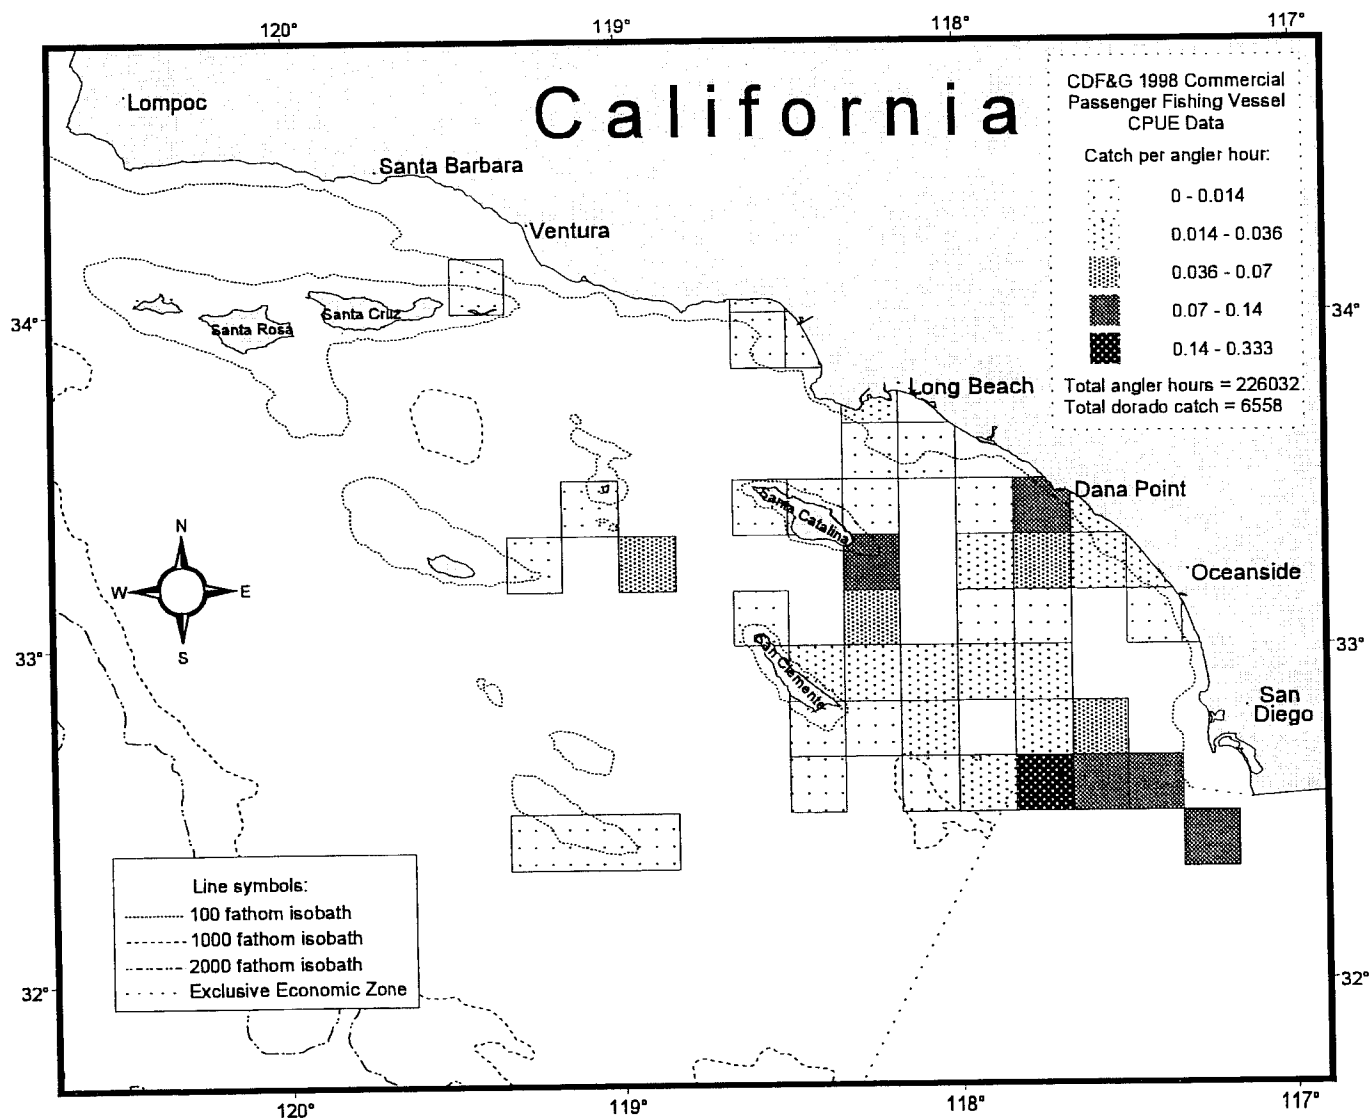 120°
119°
118°
117°
California
Lompoc
Santa Barbara
Ventura
CDF&G 1998 Commercial
Passenger Fishing Vessel
CPUE Data
Catch per angler hour:
0 - 0.014
0.014 - 0.036
0.036 - 0.07
0.07 - 0.14
0.14 - 0.333
Total angler hours = 226032
Total dorado catch = 6558
34°
34°
Santa Rosa
Santa Cruz
Long Beach
Santa Catalina
Dana Point
Oceanside
N
W
E
S
33°
33°
San Clemente
San
Diego
Line symbols:
100 fathom isobath
1000 fathom isobath
2000 fathom isobath
Exclusive Economic Zone
32°
32°
120°
119°
118°
117°